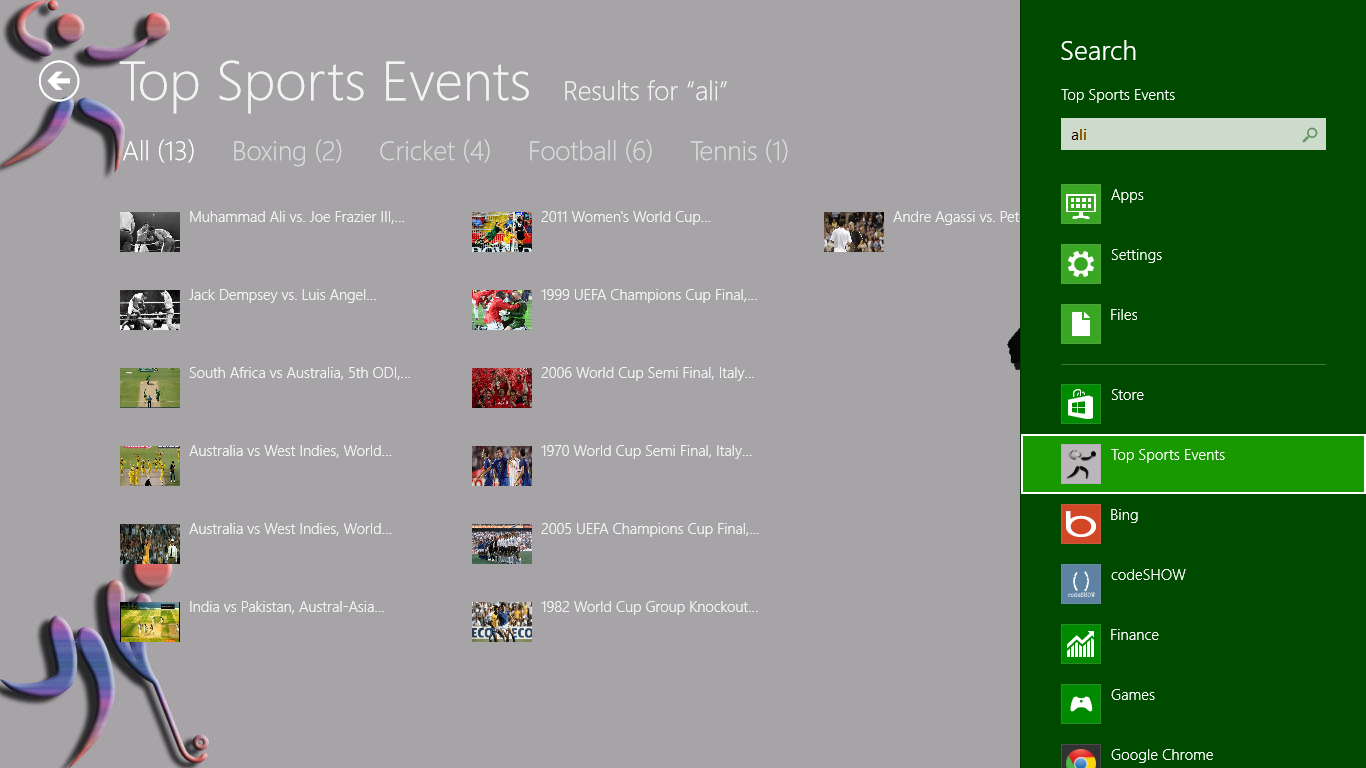 Top Sports Events Results for “ali”
All (13) Boxing (2) Cricket (4) Football (6) Tennis (1)
Muhammad Ali vs. Joe Frazier III,...
Jack Dempsey vs. Luis Angel...
South Africa vs Australia, 5th ODI,...
Australia vs West Indies, World...
Australia vs West Indies, World...
India vs Pakistan, Austral-Asia...
2011 Women's World Cup...
1999 UEFA Champions Cup Final,...
2006 World Cup Semi Final, Italy...
1970 World Cup Semi Final, Italy...
2005 UEFA Champions Cup Final,...
1982 World Cup Group Knockout...
Andre Agassi vs. Pet
Search
Top Sports Events
ali
Apps
Settings
Files
Store
Top Sports Events
Bing
codeSHOW
Finance
Games
Google Chrome